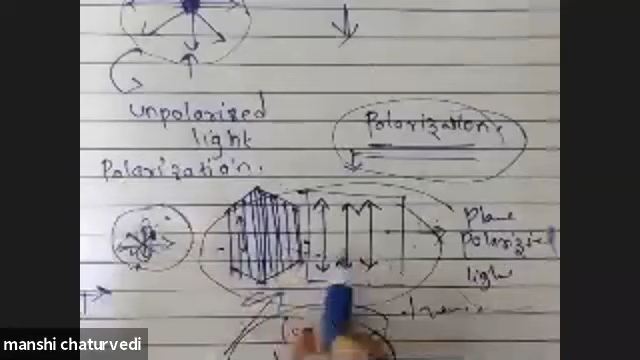 unpolarized
light
Polarization.
Polarization.
Plane
Polarized
light
manshi chaturvedi